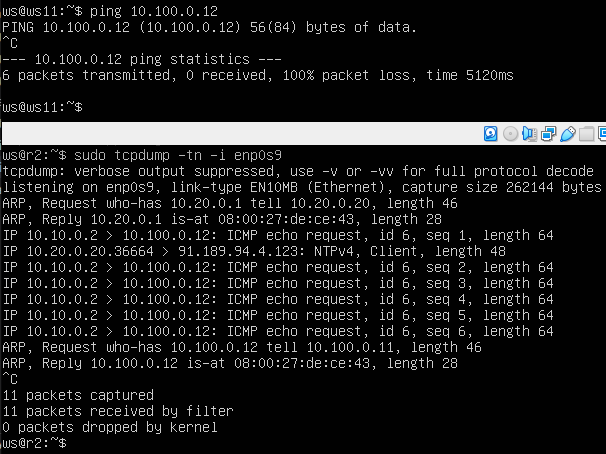 ws@ws11:~$ ping 10.100.0.12
PING 10.100.0.12 (10.100.0.12) 56(84) bytes of data.
^C
--- 10.100.0.12 ping statistics ---
6 packets transmitted, 0 received, 100% packet loss, time 5120ms
ws@ws11:~$
ws@r2:~$ sudo tcpdump -tn -i enp0s9
tcpdump: verbose output suppressed, use -v or -vv for full protocol decode
listening on enp0s9, link-type EN10MB (Ethernet), capture size 262144 bytes
ARP, Request who-has 10.20.0.1 tell 10.20.0.20, length 46
ARP, Reply 10.20.0.1 is-at 08:00:27:de:ce:43, length 28
IP 10.10.0.2 > 10.100.0.12: ICMP echo request, id 6, seq 1, length 64
IP 10.20.0.20.36664 > 91.189.94.4.123: NTPv4, Client, length 48
IP 10.10.0.2 > 10.100.0.12: ICMP echo request, id 6, seq 2, length 64
IP 10.10.0.2 > 10.100.0.12: ICMP echo request, id 6, seq 3, length 64
IP 10.10.0.2 > 10.100.0.12: ICMP echo request, id 6, seq 4, length 64
IP 10.10.0.2 > 10.100.0.12: ICMP echo request, id 6, seq 5, length 64
IP 10.10.0.2 > 10.100.0.12: ICMP echo request, id 6, seq 6, length 64
ARP, Request who-has 10.100.0.12 tell 10.100.0.11, length 46
ARP, Reply 10.100.0.12 is-at 08:00:27:de:ce:43, length 28
^C
11 packets captured
11 packets received by filter
0 packets dropped by kernel
ws@r2:~$